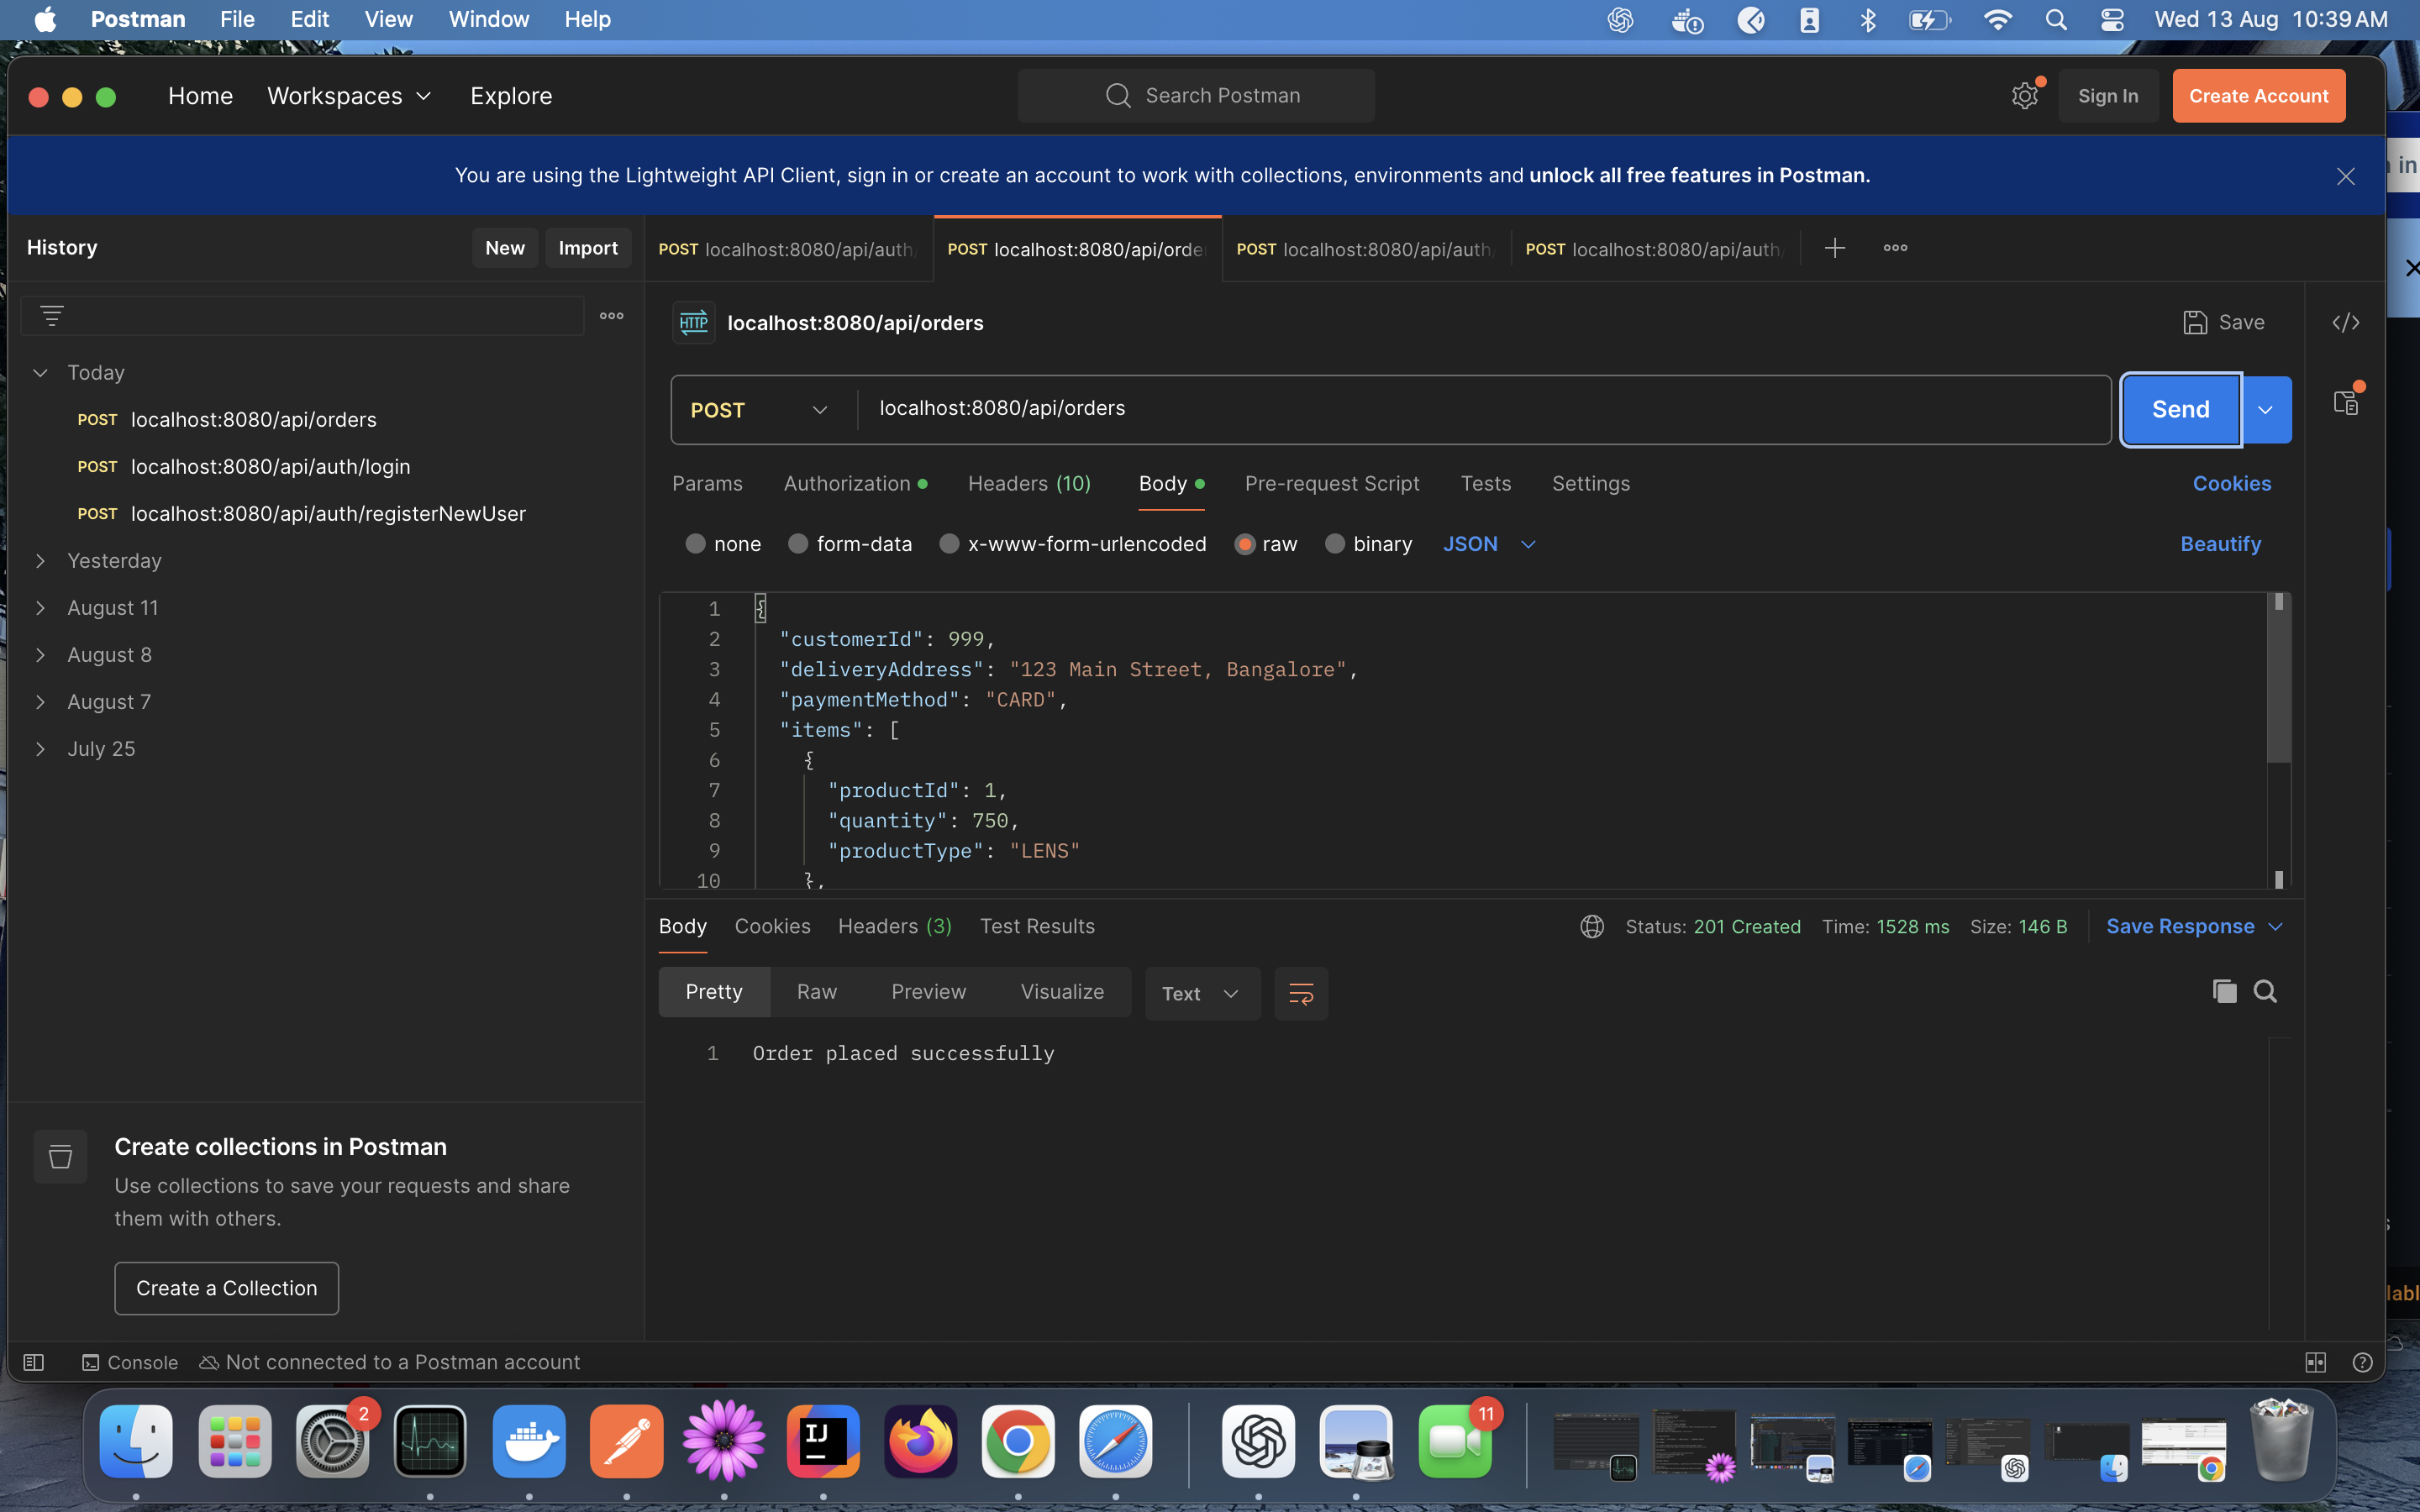 Postman File Edit View Window Help Wed 13 Aug 10:39 AM
Home Workspaces Explore Search Postman Sign In Create Account
You are using the Lightweight API Client, sign in or create an account to work with collections, environments and unlock all free features in Postman.
in
History New Import
POST localhost:8080/api/auth POST localhost:8080/api/orde POST localhost:8080/api/auth POST localhost:8080/api/auth
Today
POST localhost:8080/api/orders
POST localhost:8080/api/auth/login
POST localhost:8080/api/auth/registerNewUser
Yesterday
August 11
August 8
August 7
July 25
Create collections in Postman
Use collections to save your requests and share
them with others.
Create a Collection
HTTP localhost:8080/api/orders Save </>
POST localhost:8080/api/orders Send
Params Authorization Headers (10) Body Pre-request Script Tests Settings Cookies
none form-data x-www-form-urlencoded raw binary JSON Beautify
1 {
2 "customerId": 999,
3 "deliveryAddress": "123 Main Street, Bangalore",
4 "paymentMethod": "CARD",
5 "items": [
6 {
7 "productId": 1,
8 "quantity": 750,
9 "productType": "LENS"
10 },
Body Cookies Headers (3) Test Results Status: 201 Created Time: 1528 ms Size: 146 B Save Response
Pretty Raw Preview Visualize Text
1 Order placed successfully
Console Not connected to a Postman account
2
IJ
11